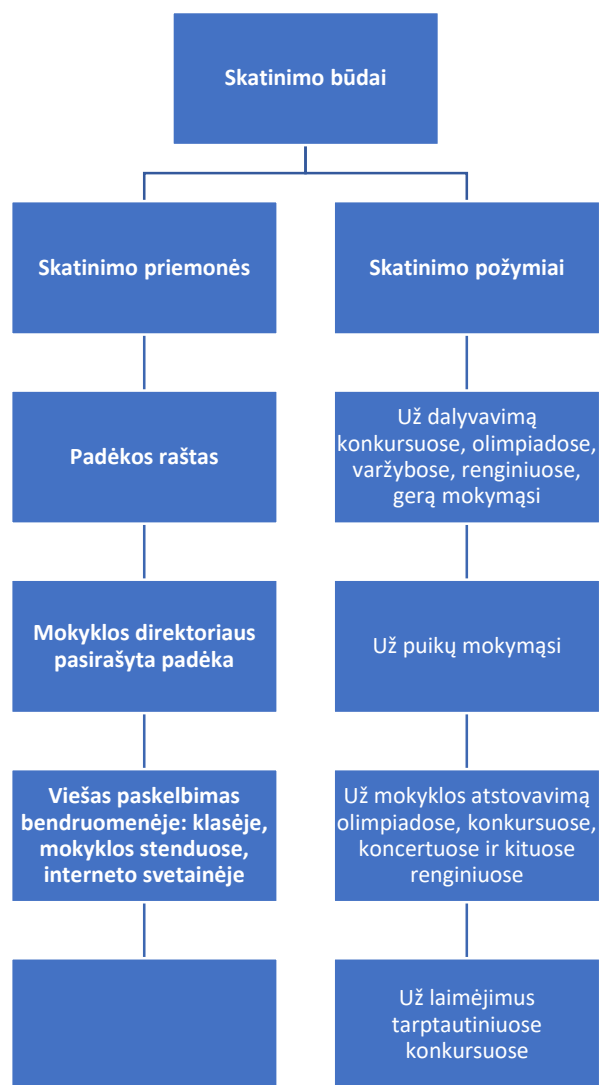 Skatinimo būdai
Skatinimo priemonės
Skatinimo požymiai
Padėkos raštas
Už dalyvavimą
konkursuose, olimpiadose,
varžybose, renginiuose,
gerą mokymąsi
Mokyklos direktoriaus
pasirašyta padėka
Už puikų mokymąsi
Viešas paskelbimas
bendruomenėje: klasėje,
mokyklos stenduose,
interneto svetainėje
Už mokyklos atstovavimą
olimpiadose, konkursuose,
koncertuose ir kituose
renginiuose
Už laimėjimus
tarptautiniuose
konkursuose